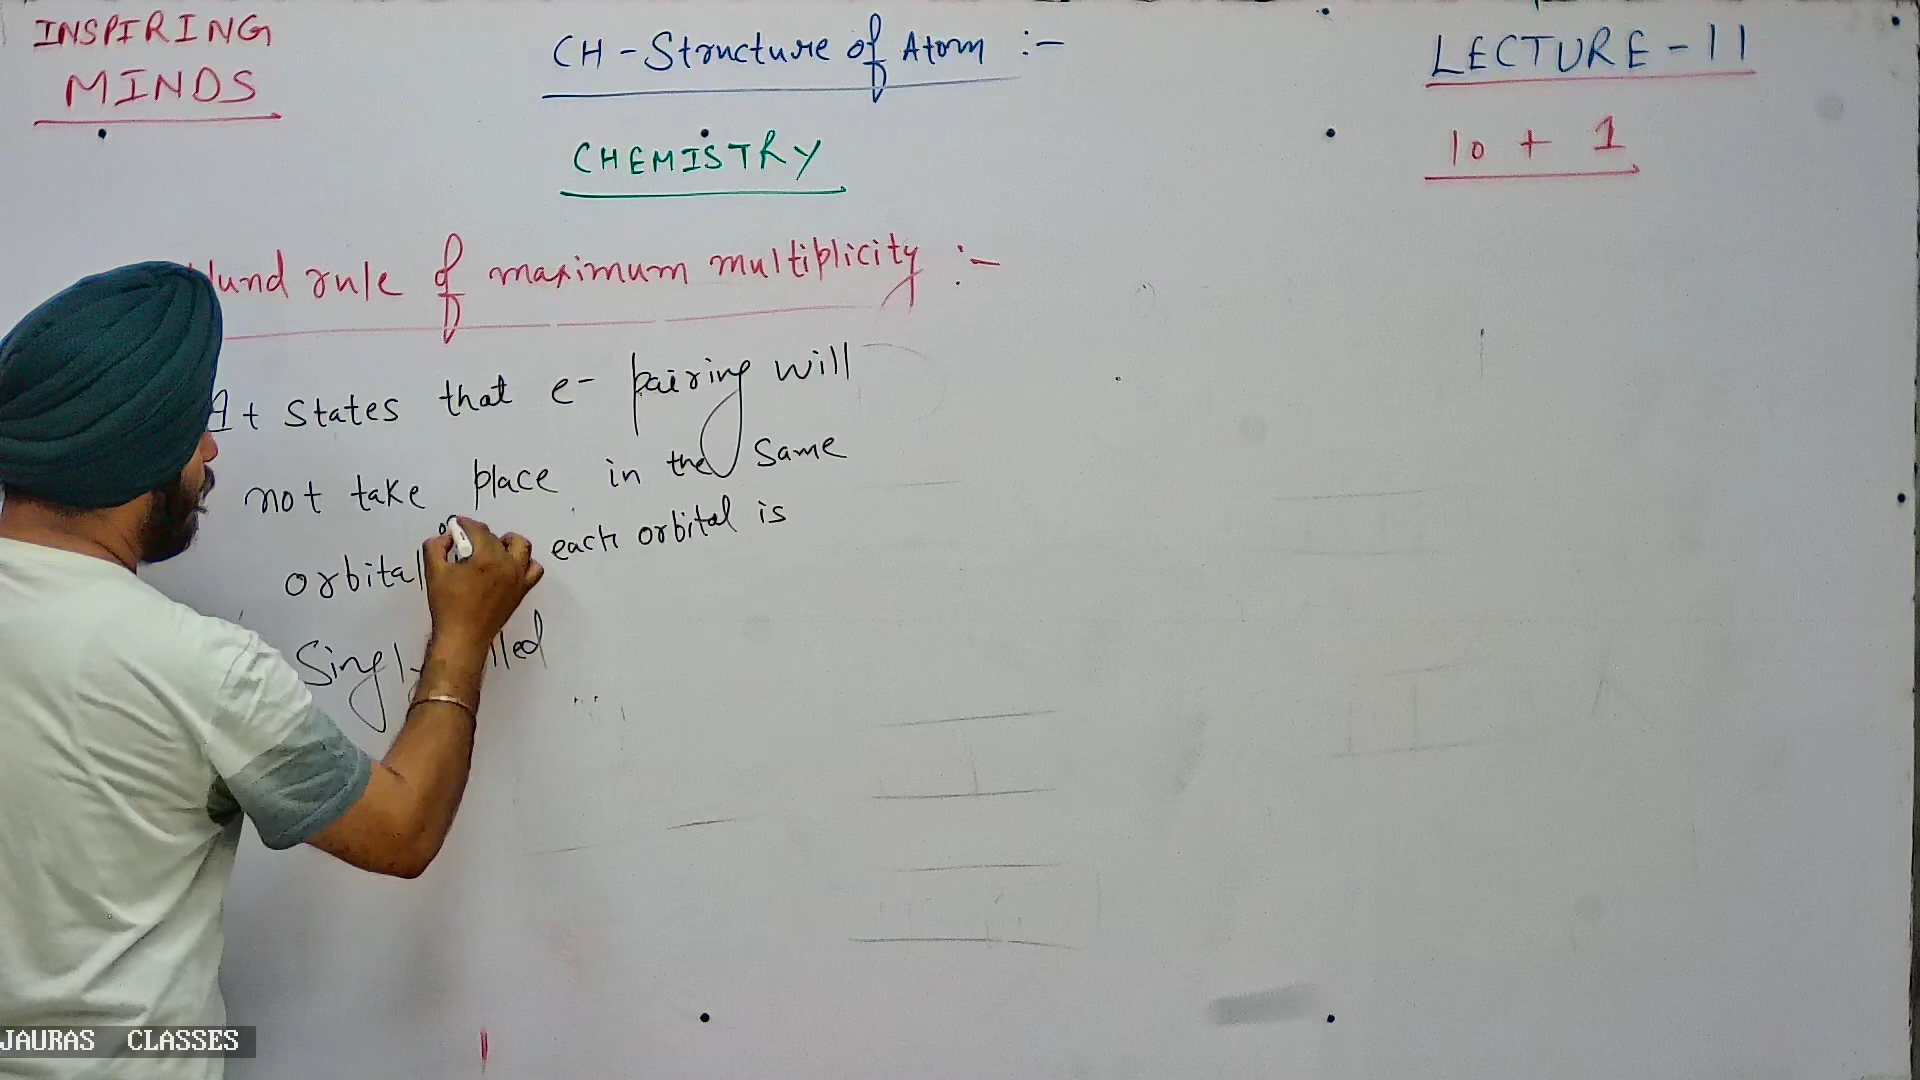 INSPIRING
MINDS
CH - Structure of Atom :-
LECTURE - 11
CHEMISTRY
10 + 1
Hund rule of maximum multiplicity :-
It states that e- pairing will
not take place in the same
orbital each orbital is
Singly
JAURAS CLASSES